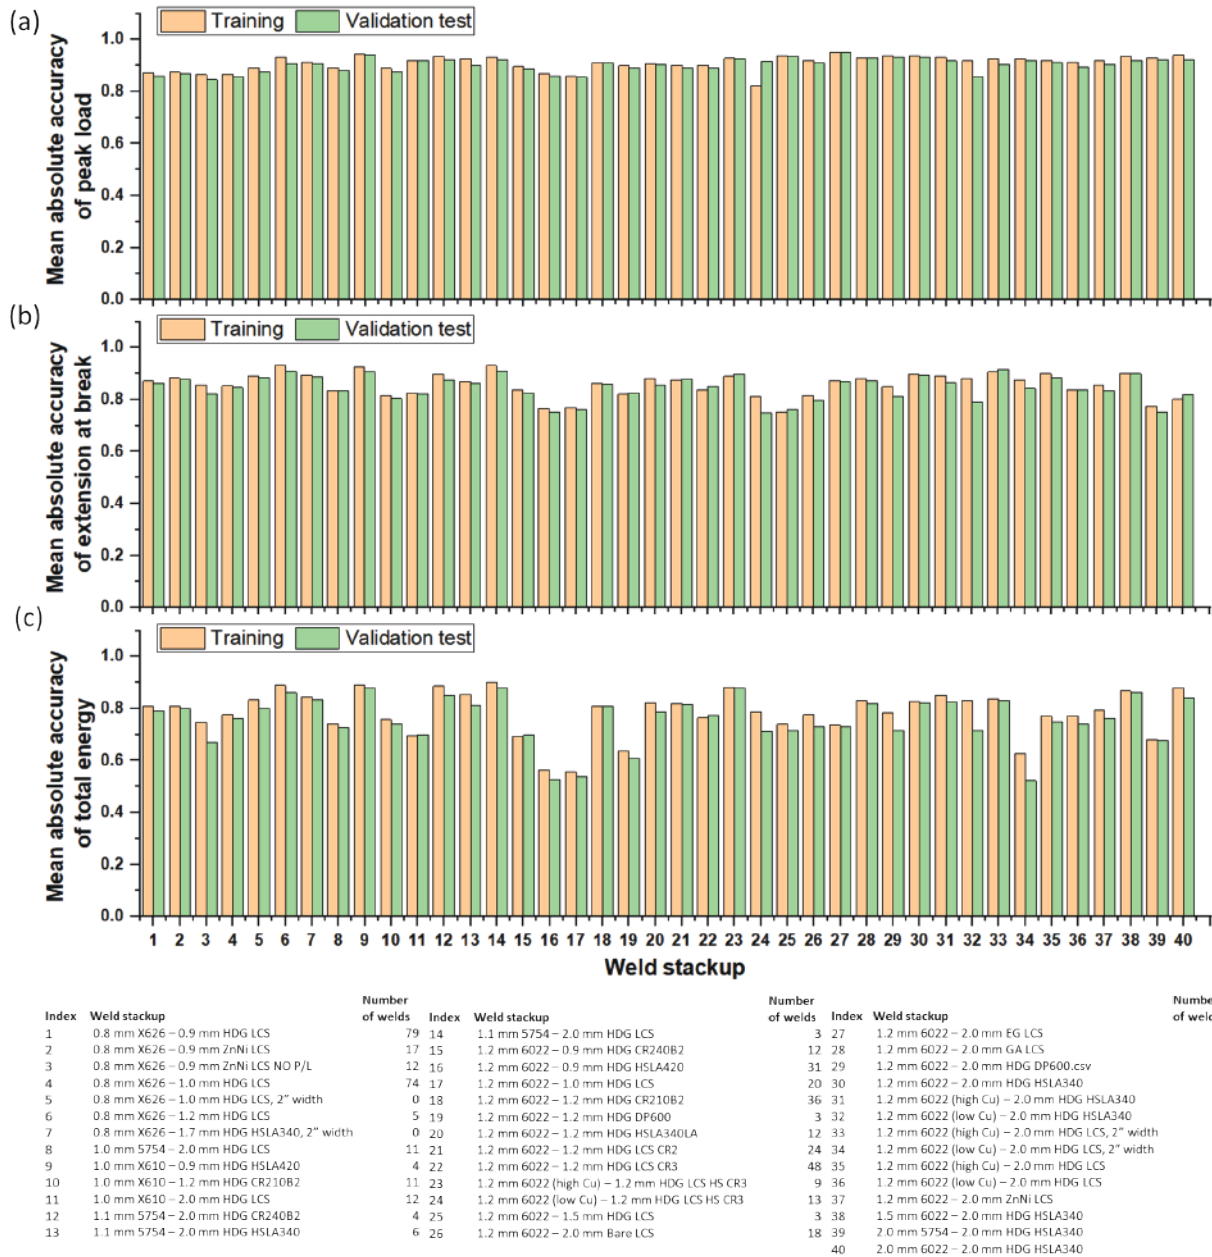 (a)
Training Validation test
Mean absolute accuracy
of peak load
1.0
0.8
0.6
0.4
0.2
0.0
(b)
Training Validation test
Mean absolute accuracy
of extension at break
1.0
0.8
0.6
0.4
0.2
0.0
(c)
Training Validation test
Mean absolute accuracy
of total energy
1.0
0.8
0.6
0.4
0.2
0.0
1 2 3 4 5 6 7 8 9 10 11 12 13 14 15 16 17 18 19 20 21 22 23 24 25 26 27 28 29 30 31 32 33 34 35 36 37 38 39 40
Weld stackup
Index Weld stackup Number of welds
1 0.8 mm X626 – 0.9 mm HDG LCS 79
2 0.8 mm X626 – 0.9 mm ZnNi LCS 17
3 0.8 mm X626 – 0.9 mm ZnNi LCS NO P/L 12
4 0.8 mm X626 – 1.0 mm HDG LCS 74
5 0.8 mm X626 – 1.0 mm HDG LCS, 2” width 0
6 0.8 mm X626 – 1.2 mm HDG LCS 5
7 0.8 mm X626 – 1.7 mm HDG HSLA340, 2” width 0
8 1.0 mm 5754 – 2.0 mm HDG LCS 11
9 1.0 mm X610 – 0.9 mm HDG HSLA420 4
10 1.0 mm X610 – 1.2 mm HDG CR210B2 11
11 1.0 mm X610 – 2.0 mm HDG LCS 12
12 1.1 mm 5754 – 2.0 mm HDG CR240B2 4
13 1.1 mm 5754 – 2.0 mm HDG HSLA340 6
Index Weld stackup Number of welds
14 1.1 mm 5754 – 2.0 mm HDG LCS 3
15 1.2 mm 6022 – 0.9 mm HDG CR240B2 12
16 1.2 mm 6022 – 0.9 mm HDG HSLA420 31
17 1.2 mm 6022 – 1.0 mm HDG LCS 20
18 1.2 mm 6022 – 1.2 mm HDG CR210B2 36
19 1.2 mm 6022 – 1.2 mm HDG DP600 3
20 1.2 mm 6022 – 1.2 mm HDG HSLA340LA 12
21 1.2 mm 6022 – 1.2 mm HDG LCS CR2 24
22 1.2 mm 6022 – 1.2 mm HDG LCS CR3 48
23 1.2 mm 6022 (high Cu) – 1.2 mm HDG LCS HS CR3 9
24 1.2 mm 6022 (low Cu) – 1.2 mm HDG LCS HS CR3 13
25 1.2 mm 6022 – 1.5 mm HDG LCS 3
26 1.2 mm 6022 – 2.0 mm Bare LCS 18
Index Weld stackup
27 1.2 mm 6022 – 2.0 mm EG LCS
28 1.2 mm 6022 – 2.0 mm GA LCS
29 1.2 mm 6022 – 2.0 mm HDG DP600.csv
30 1.2 mm 6022 – 2.0 mm HDG HSLA340
31 1.2 mm 6022 (high Cu) – 2.0 mm HDG HSLA340
32 1.2 mm 6022 (low Cu) – 2.0 mm HDG HSLA340
33 1.2 mm 6022 (high Cu) – 2.0 mm HDG LCS, 2” width
34 1.2 mm 6022 (low Cu) – 2.0 mm HDG LCS, 2” width
35 1.2 mm 6022 (high Cu) – 2.0 mm HDG LCS
36 1.2 mm 6022 (low Cu) – 2.0 mm HDG LCS
37 1.2 mm 6022 – 2.0 mm ZnNi LCS
38 1.5 mm 6022 – 2.0 mm HDG HSLA340
39 2.0 mm 5754 – 2.0 mm HDG HSLA340
40 2.0 mm 6022 – 2.0 mm HDG HSLA340